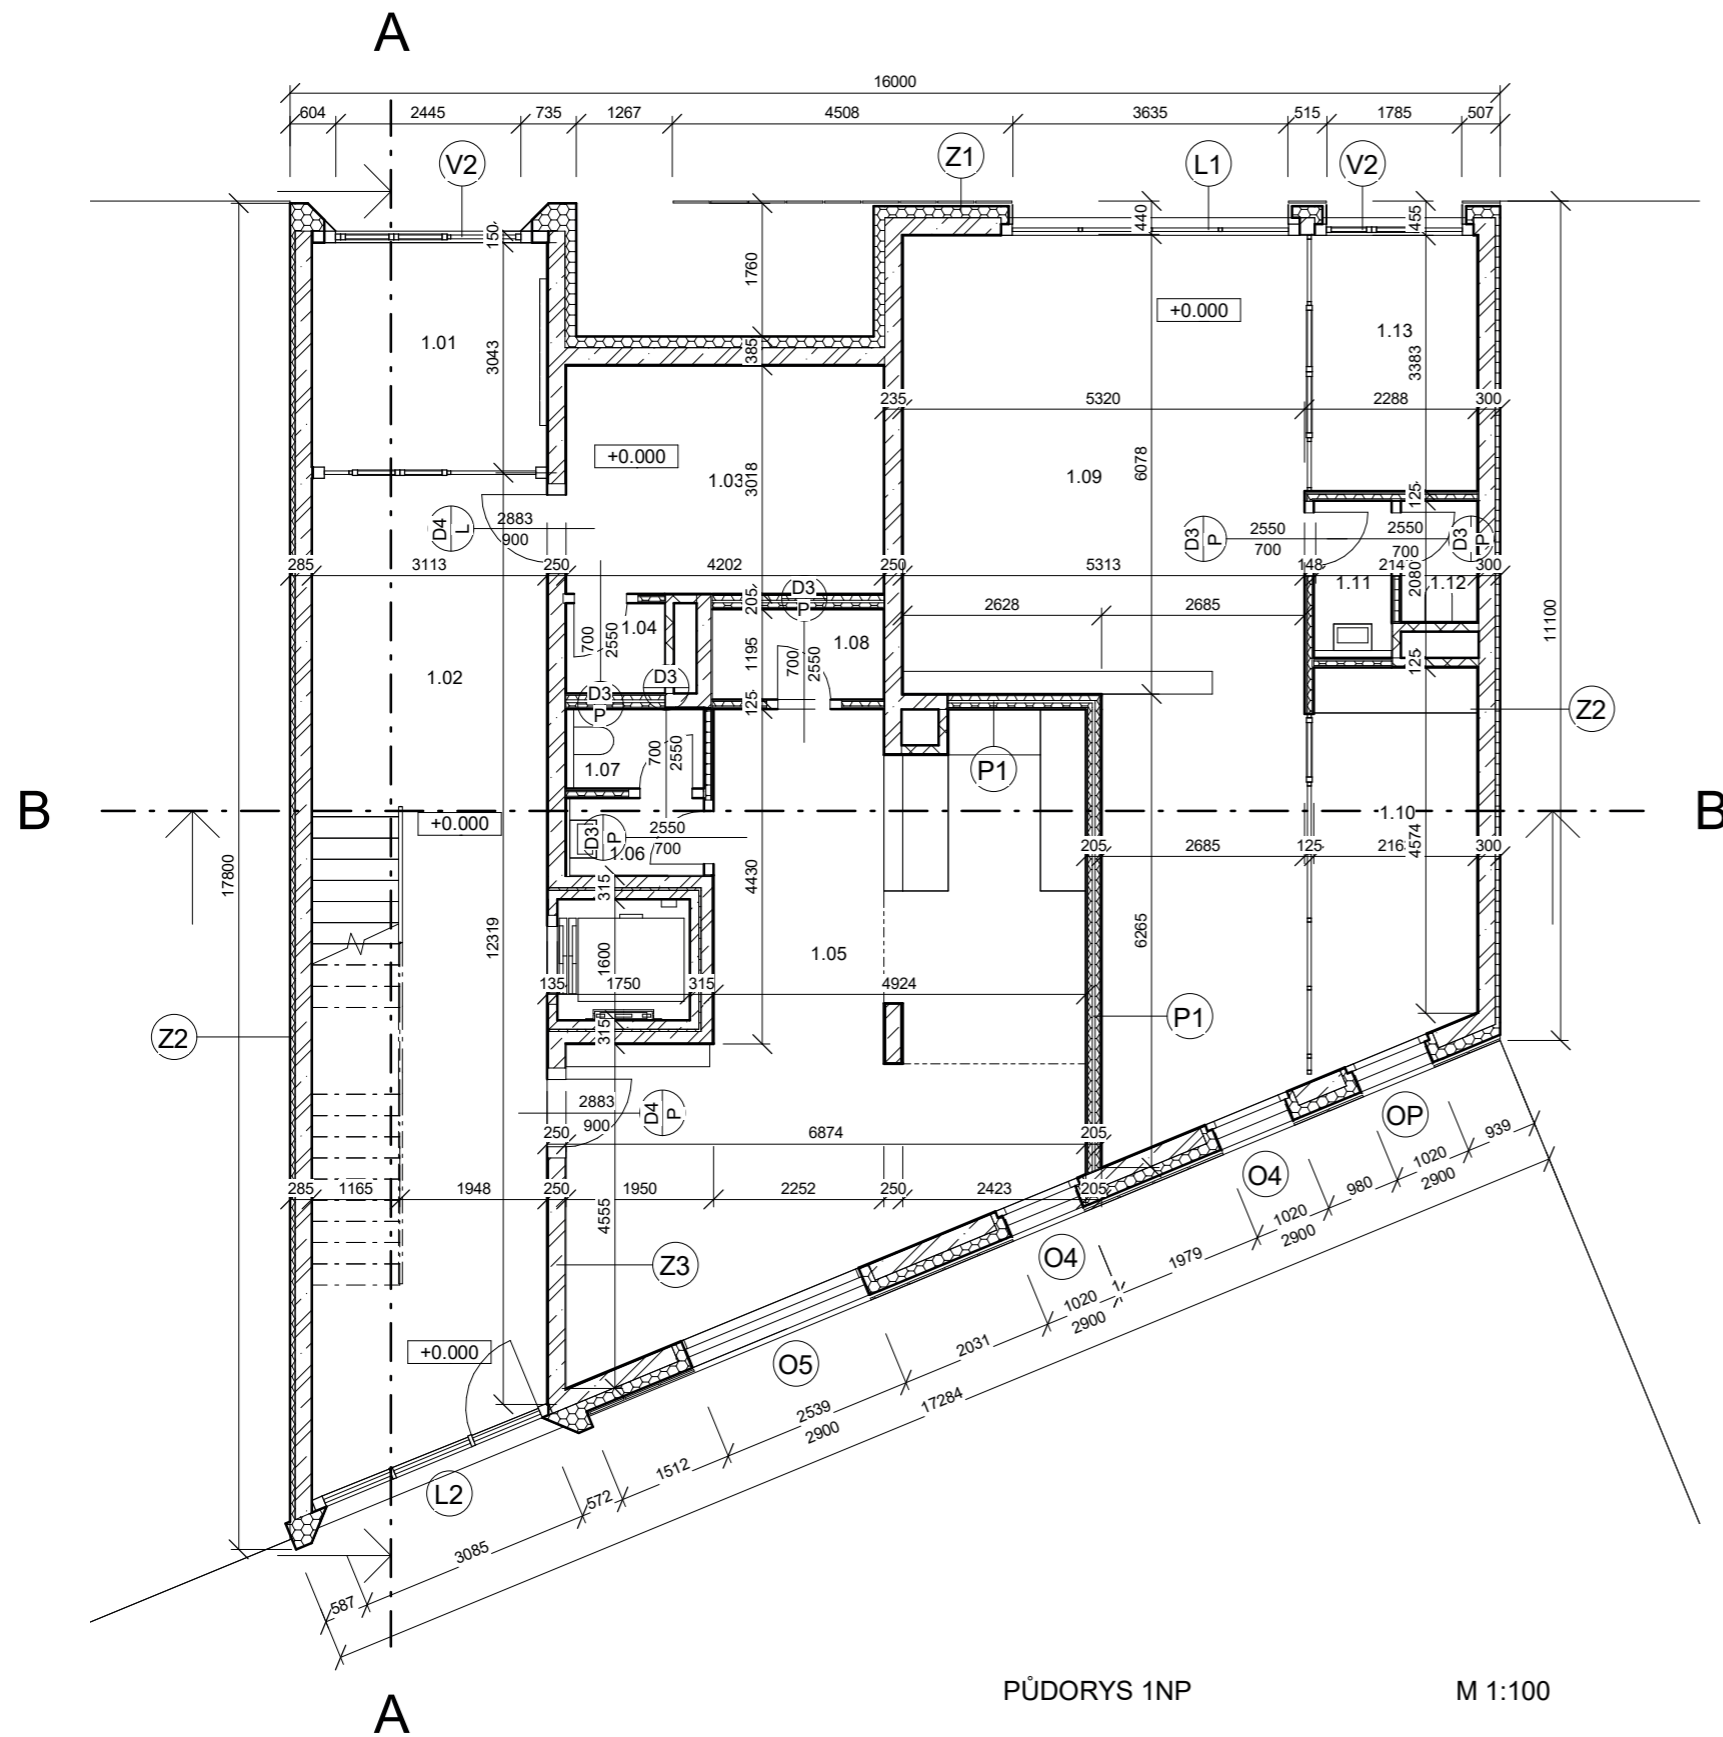 A
16000
604 2445 735 1267 4508 3635 515 1785 507
V2 Z1 L1 V2
150 440 455
1760
1.01 +0.000 1.13
3043 385 3383
235 5320 2288 300
+0.000
1.03 3018 1.09 6078
125
D4 L 2883 900 D3 P 2550 700 2550 700 D3 P
285 3113 250 4202 250 5313 148 214 300
D3 P 205 2628 2685 1.11 2080 1.12
11100
700 2550 1.04 1195 700 2550 1.08
125
1.02 D3 D3 P 125 Z2
1.07 700 2550 P1
B B
+0.000 1.10
D3 P 1.06 2550 700
205 2685 125 216 4574 300
17800 315 4430
12319 1600 1.05 6265
135 1750 315 4924
Z2 315 P1
2883 900 D4 P OP
250 6874 205 939
1020
2900
O4 980
285 1165 1948 250 1950 2252 250 2423 205
4555 1020
2900
Z3 O4 1979
1020
2900
+0.000 O5 2031
17284
2539
2900
L2 1512
572
3085
587
PŮDORYS 1NP M 1:100
A